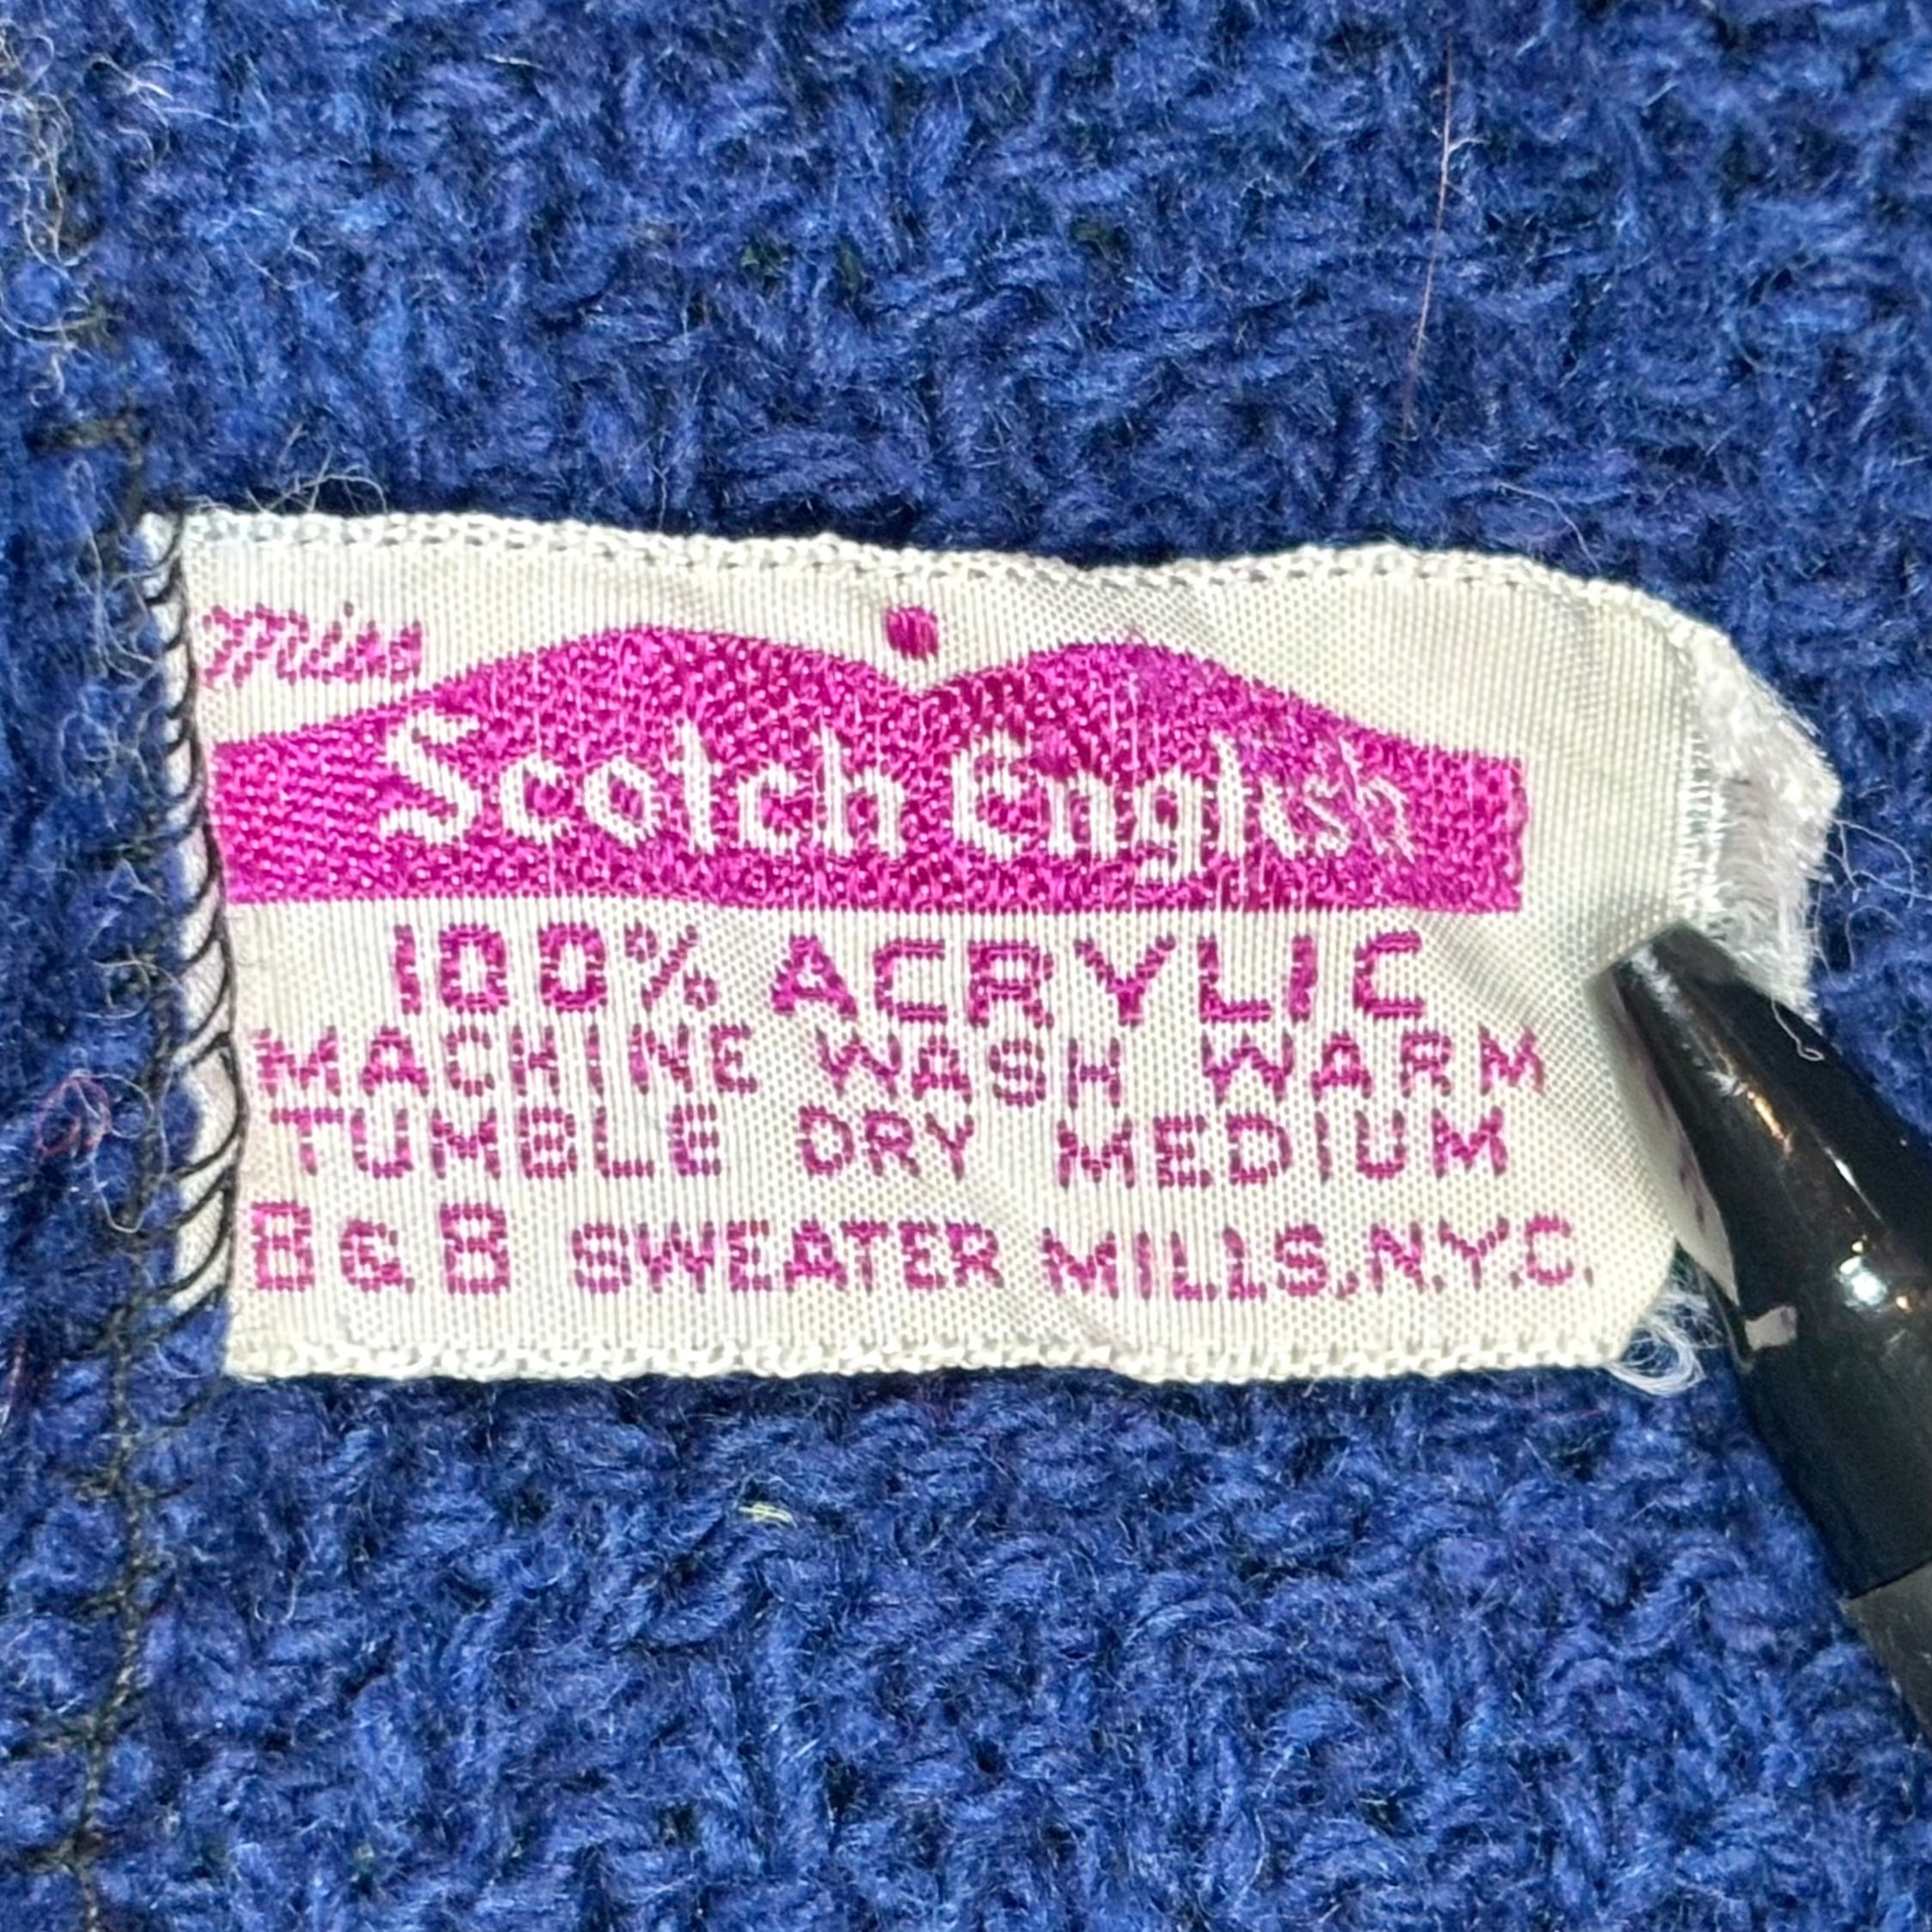 Miss
Scotch English
100% ACRYLIC
MACHINE WASH WARM
TUMBLE DRY MEDIUM
B & B SWEATER MILLS,N.Y.C.